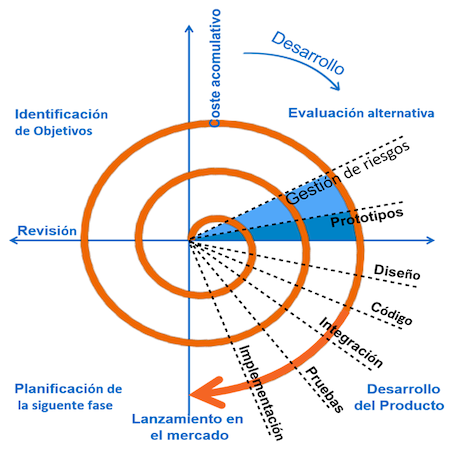 Coste acomulativo
Desarrollo
Identificación
de Objetivos
Evaluación alternativa
Gestión de riesgos
Prototipos
Revisión
Diseño
Código
Integración
Pruebas
Implementación
Planificación de
la siguente fase
Lanzamiento en
el mercado
Desarrollo
del Producto